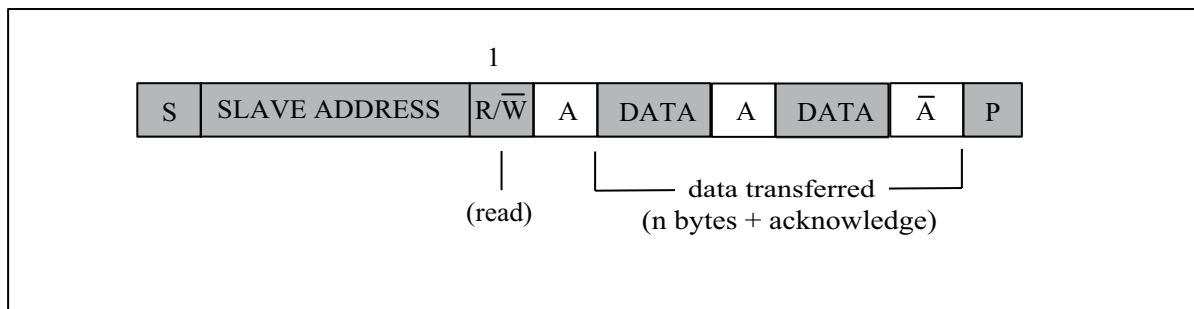 1
S SLAVE ADDRESS R/W̅ A DATA A DATA A̅ P
data transferred
(read) (n bytes + acknowledge)